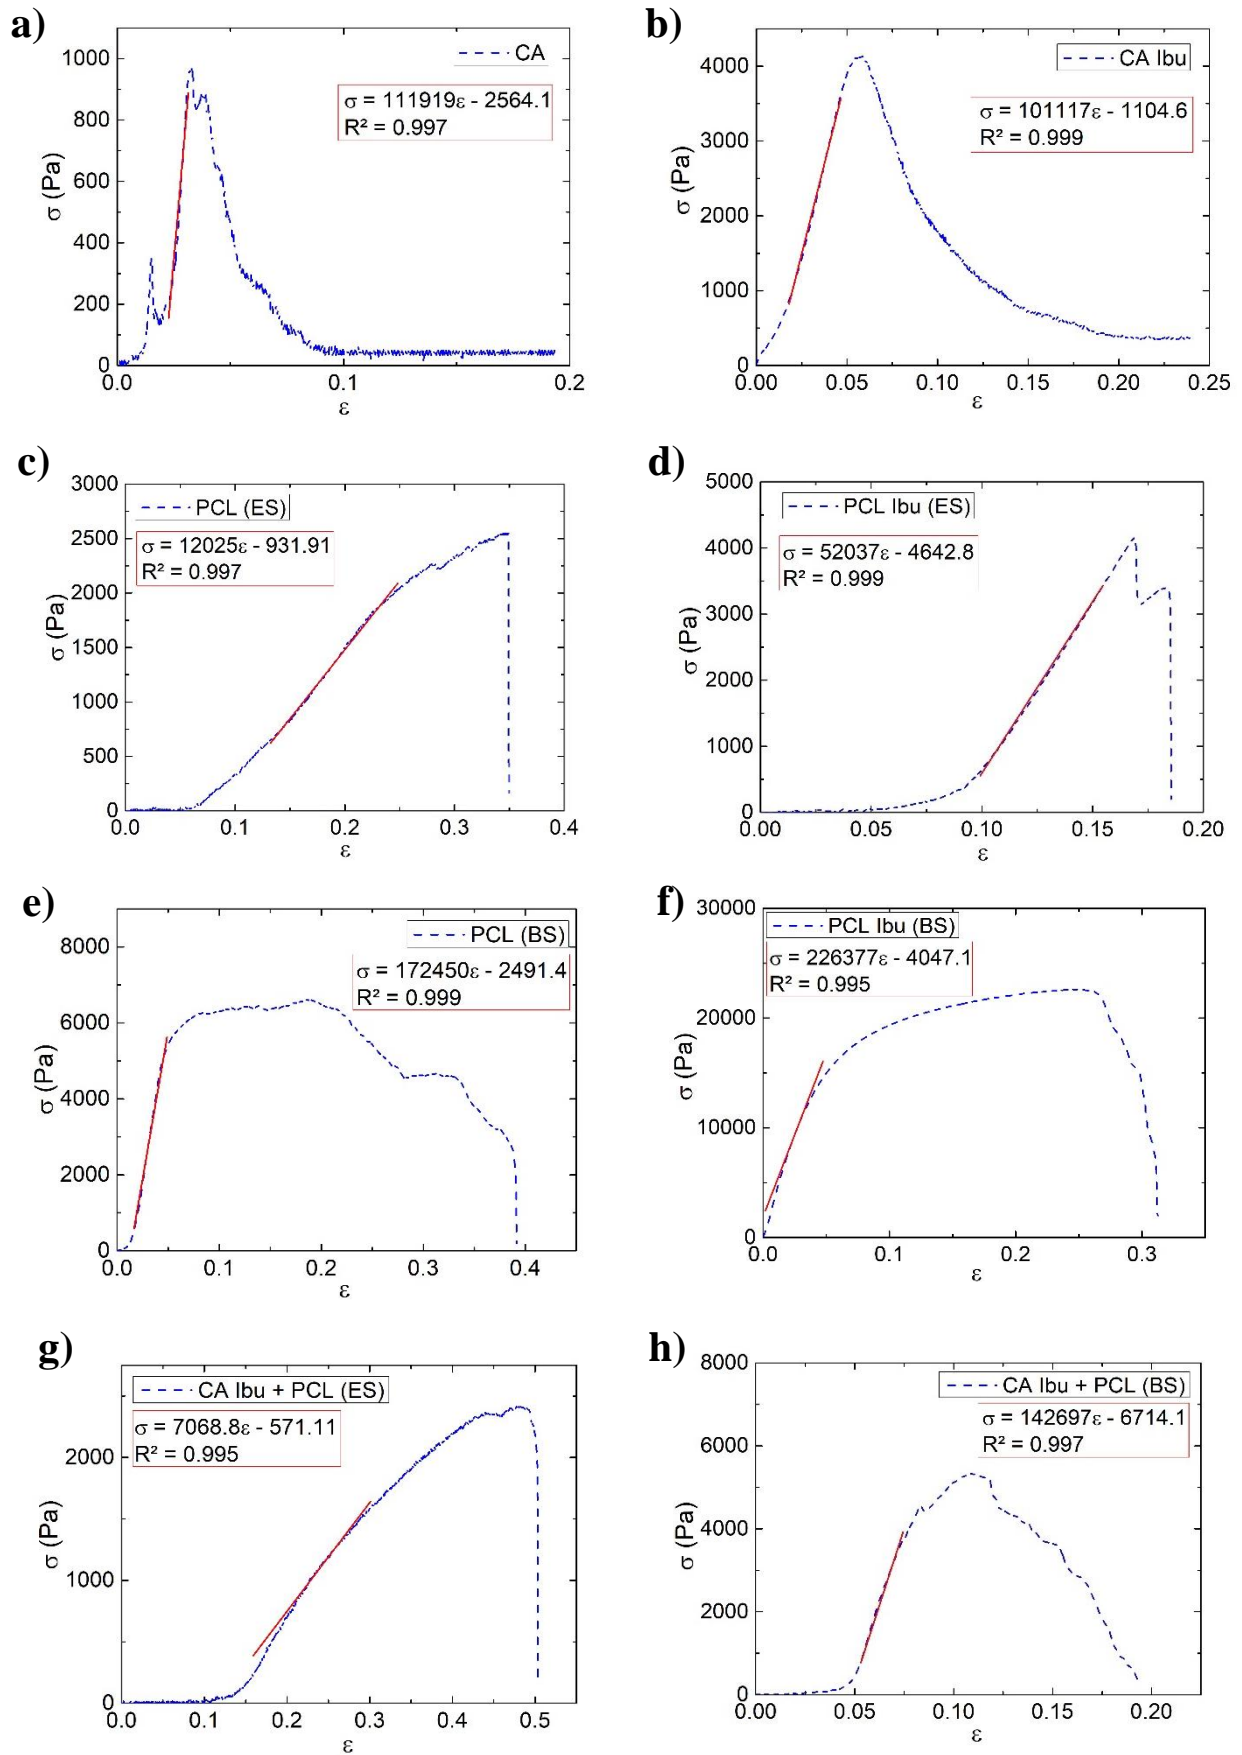 a)
CA
σ = 111919ε - 2564.1
R² = 0.997
1000
800
600
400
200
0
σ (Pa)
0.0 0.1 0.2
ε
b)
CA Ibu
σ = 101117ε - 1104.6
R² = 0.999
4000
3000
2000
1000
0
σ (Pa)
0.00 0.05 0.10 0.15 0.20 0.25
ε
c)
3000
PCL (ES)
σ = 12025ε - 931.91
R² = 0.997
2500
2000
1500
1000
500
0
σ (Pa)
0.0 0.1 0.2 0.3 0.4
ε
d)
5000
PCL Ibu (ES)
σ = 52037ε - 4642.8
R² = 0.999
4000
3000
2000
1000
0
σ (Pa)
0.00 0.05 0.10 0.15 0.20
ε
e)
PCL (BS)
σ = 172450ε - 2491.4
R² = 0.999
8000
6000
4000
2000
0
σ (Pa)
0.0 0.1 0.2 0.3 0.4
ε
f)
30000
PCL Ibu (BS)
σ = 226377ε - 4047.1
R² = 0.995
20000
10000
0
σ (Pa)
0.0 0.1 0.2 0.3
ε
g)
CA Ibu + PCL (ES)
σ = 7068.8ε - 571.11
R² = 0.995
2000
1000
0
σ (Pa)
0.0 0.1 0.2 0.3 0.4 0.5
ε
h)
8000
CA Ibu + PCL (BS)
σ = 142697ε - 6714.1
R² = 0.997
6000
4000
2000
0
σ (Pa)
0.00 0.05 0.10 0.15 0.20
ε